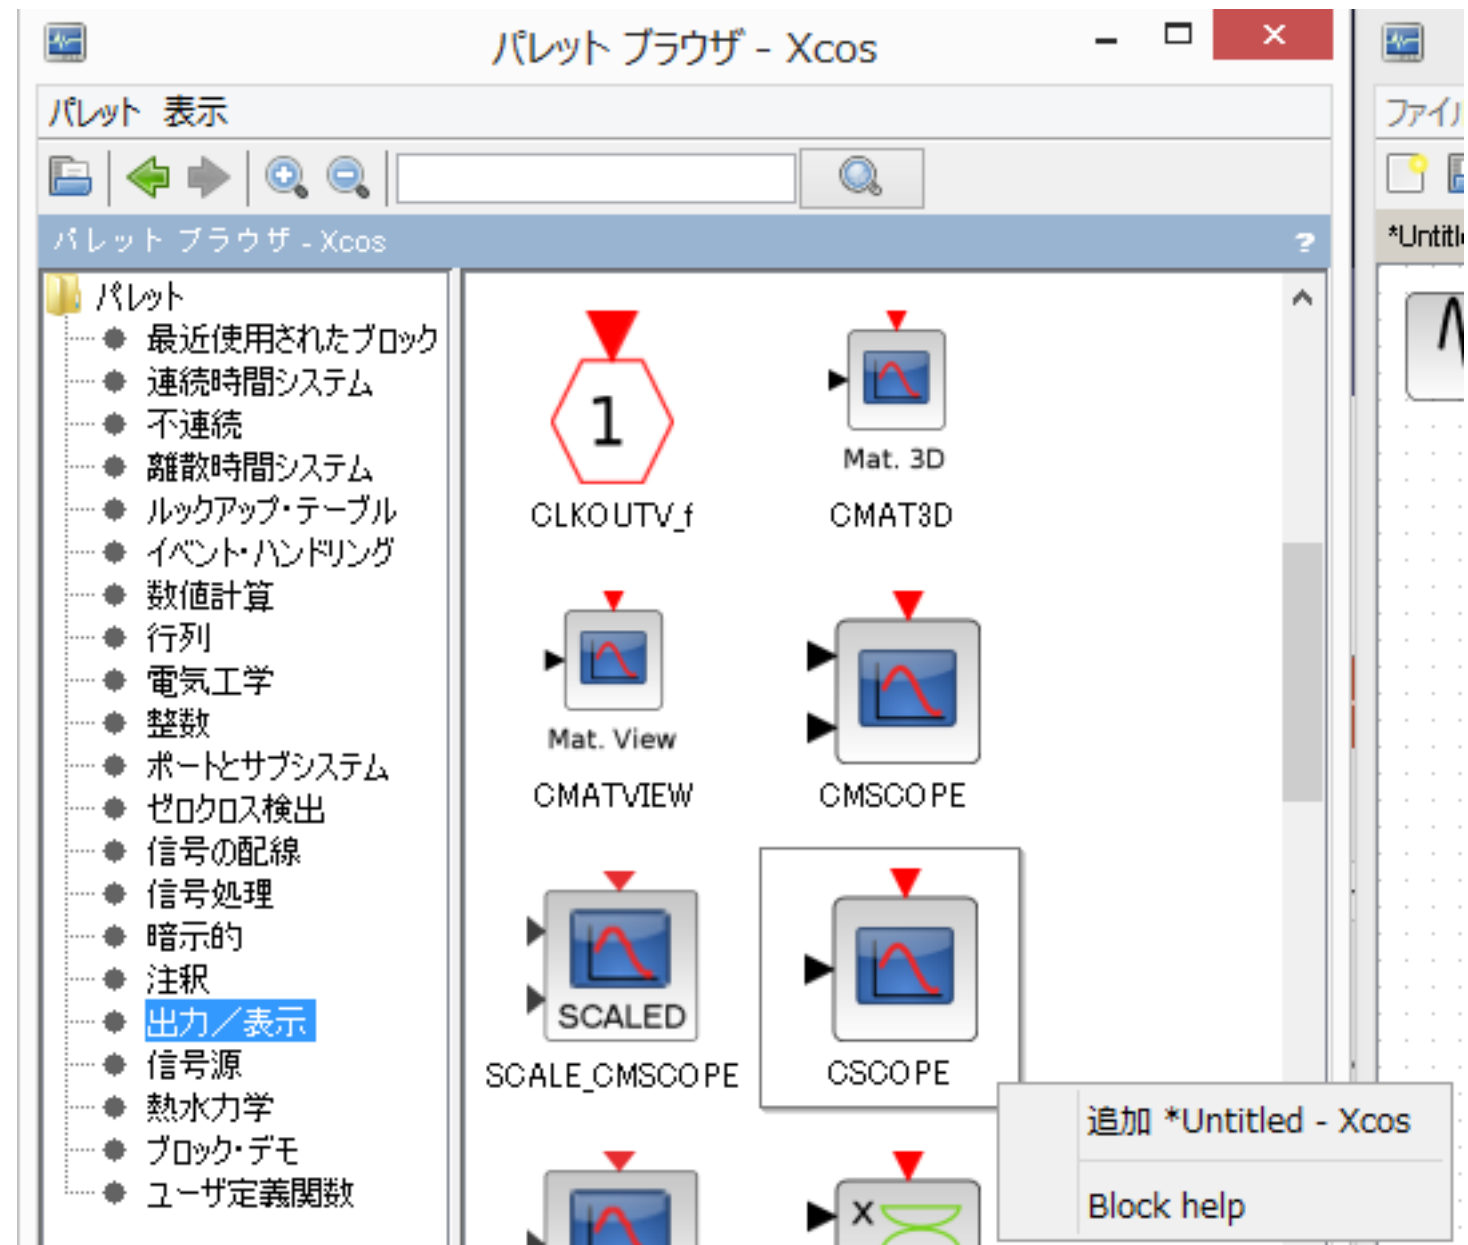 パレット ブラウザ - Xcos
パレット 表示
パレット ブラウザ - Xcos
?
パレット
最近使用されたブロック
連続時間システム
不連続
離散時間システム
ルックアップ・テーブル
イベント・ハンドリング
数値計算
行列
電気工学
整数
ポートとサブシステム
ゼロクロス検出
信号の配線
信号処理
暗示的
注釈
出力／表示
信号源
熱水力学
ブロック・デモ
ユーザ定義関数
1
CLKOUTV_f
Mat. 3D
CMAT3D
Mat. View
CMATVIEW
CMSCOPE
SCALED
SCALE_CMSCOPE
CSCOPE
X
追加 *Untitled - Xcos
Block help
ファイル
*Untitle